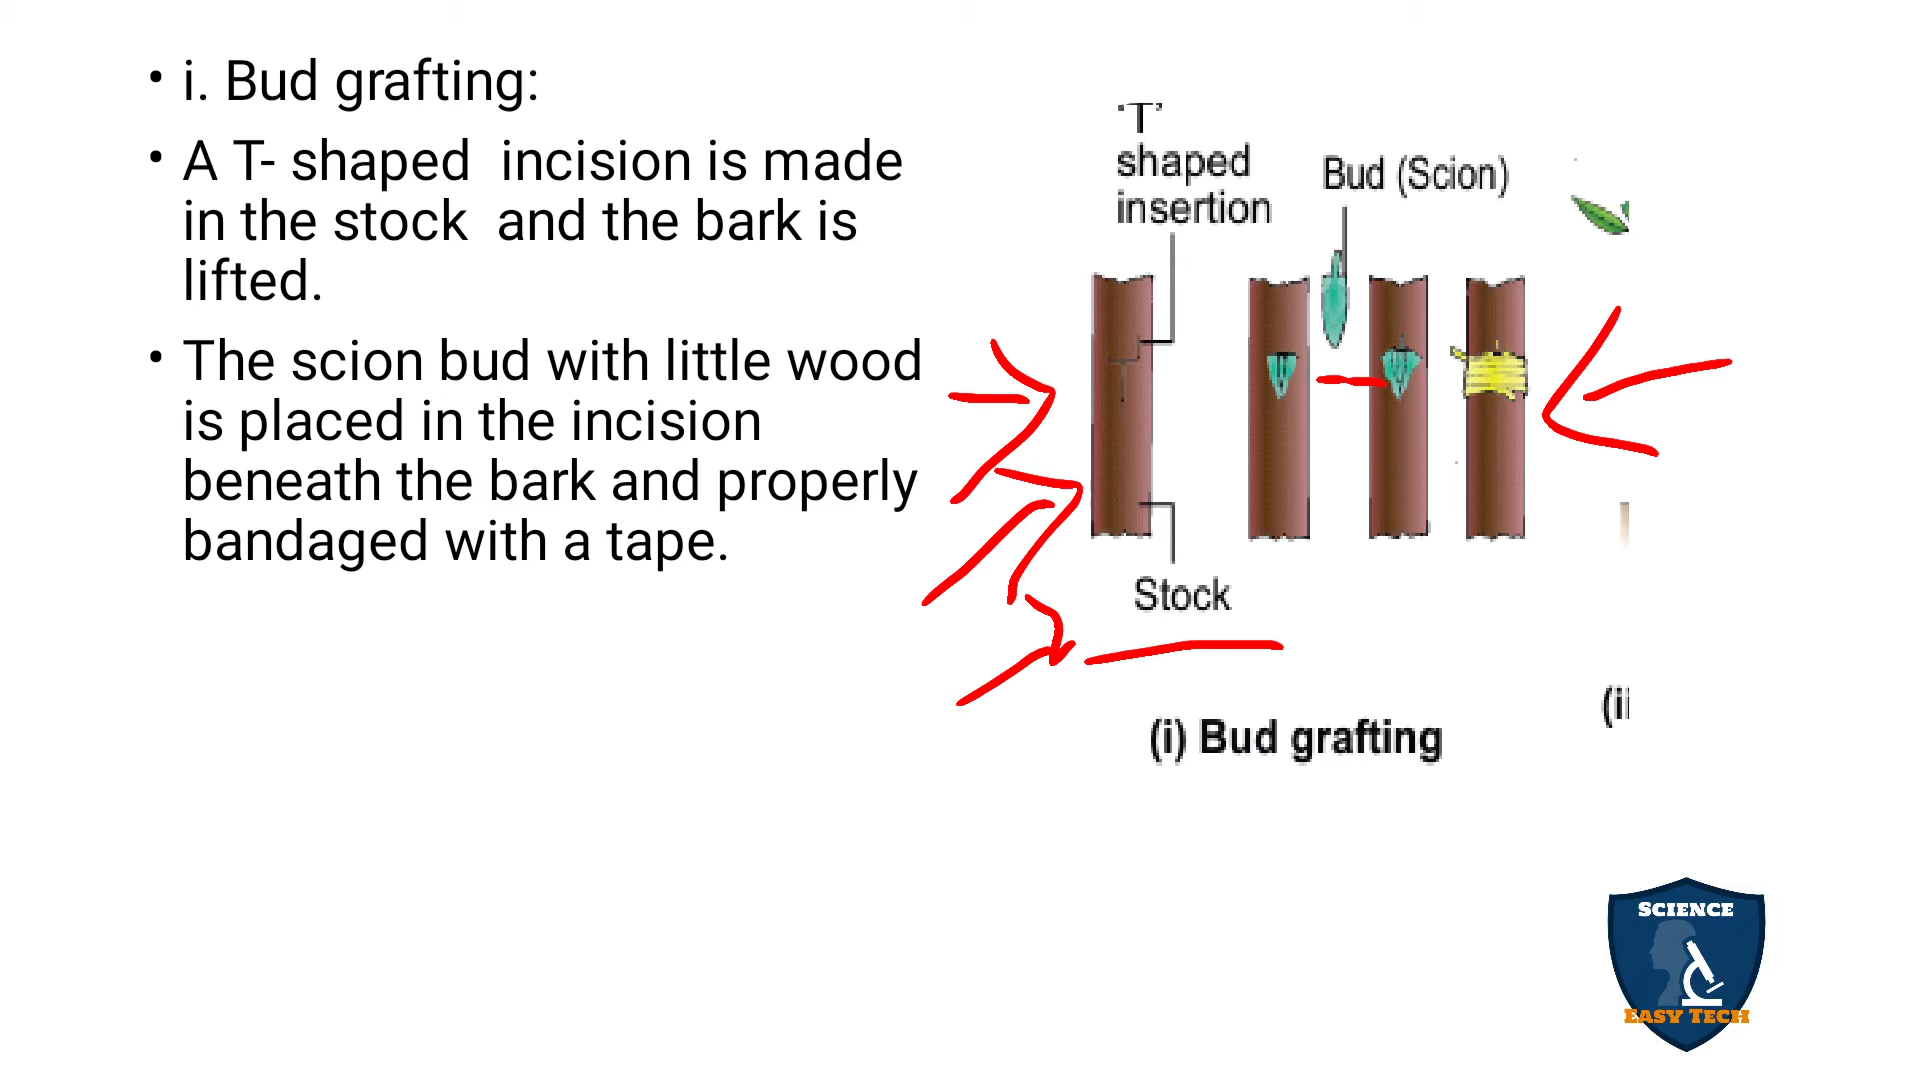 • i. Bud grafting:
• A T- shaped  incision is made
in the stock  and the bark is
lifted.
• The scion bud with little wood
is placed in the incision
beneath the bark and properly
bandaged with a tape.
‘T’
shaped
insertion
Bud (Scion)
Stock
(i) Bud grafting
(ii
SCIENCE
EASY TECH